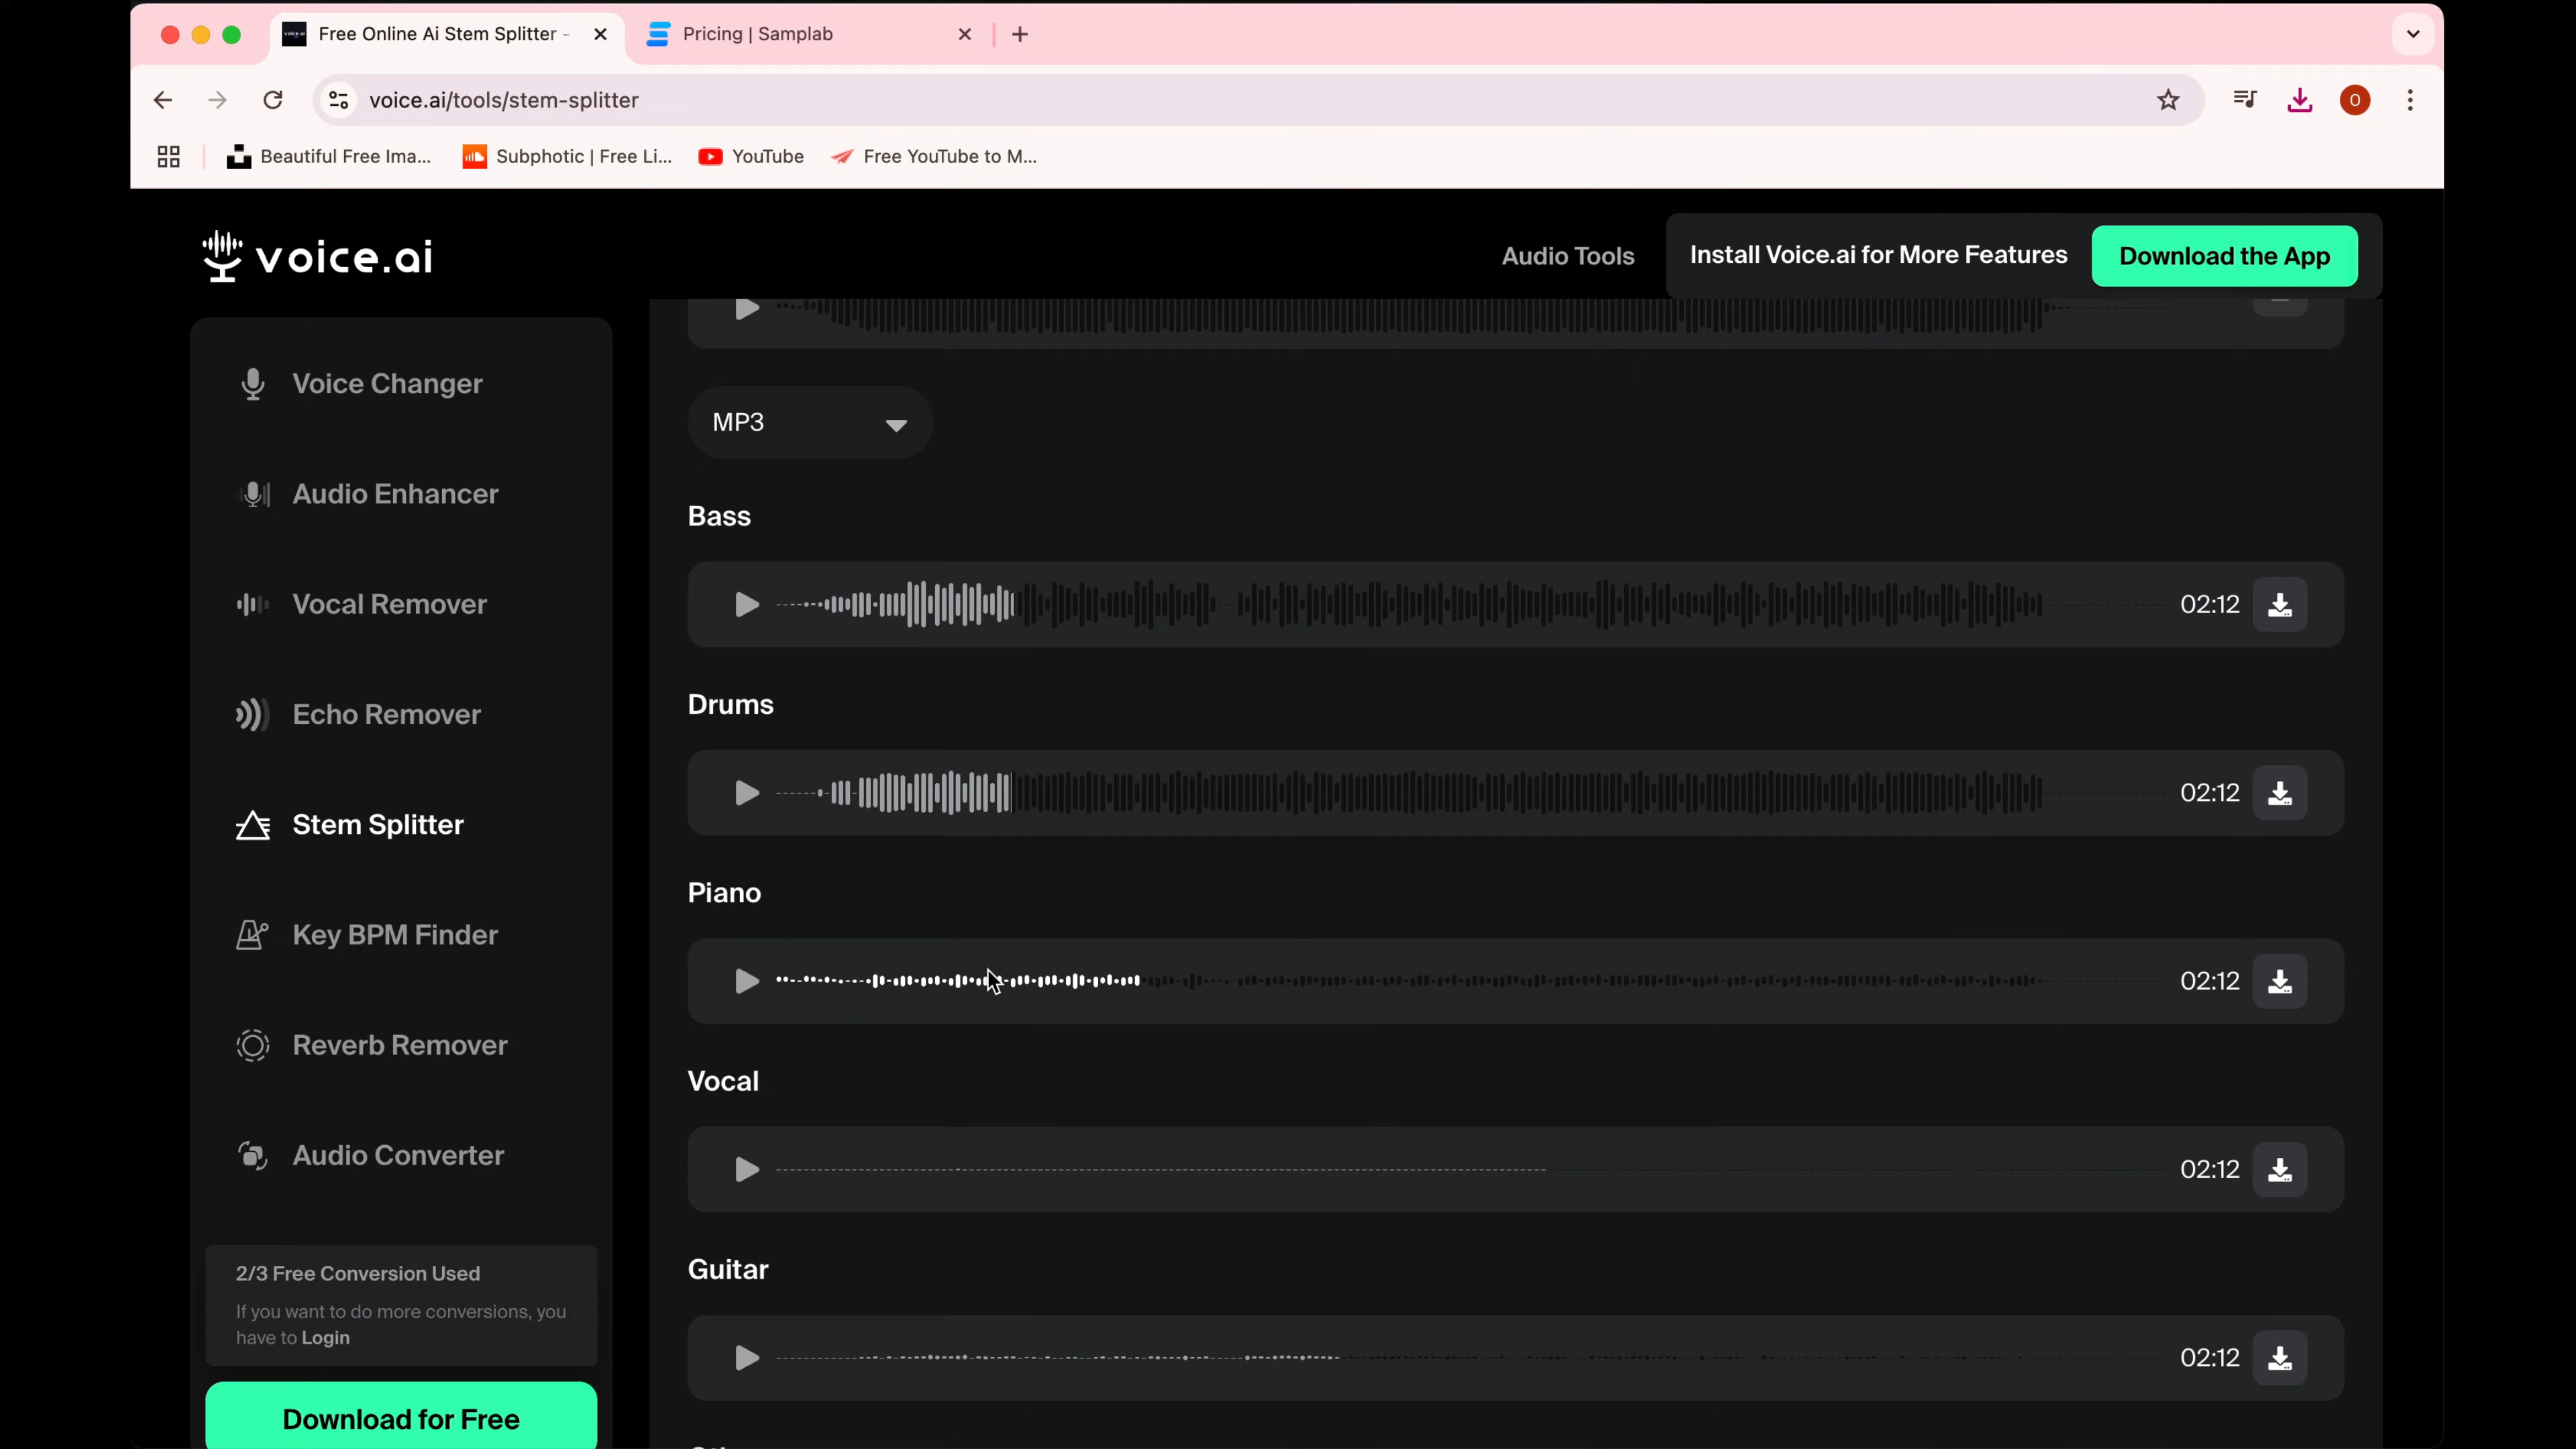 Free Online Ai Stem Splitter -
Pricing | Samplab
voice.ai/tools/stem-splitter
O
Beautiful Free Ima...
Subphotic | Free Li...
YouTube
Free YouTube to M...
voice.ai
Audio Tools
Install Voice.ai for More Features
Download the App
Voice Changer
Audio Enhancer
Vocal Remover
Echo Remover
Stem Splitter
Key BPM Finder
Reverb Remover
Audio Converter
2/3 Free Conversion Used
If you want to do more conversions, you
have to Login
Download for Free
MP3
Bass
02:12
Drums
02:12
Piano
02:12
Vocal
02:12
Guitar
02:12